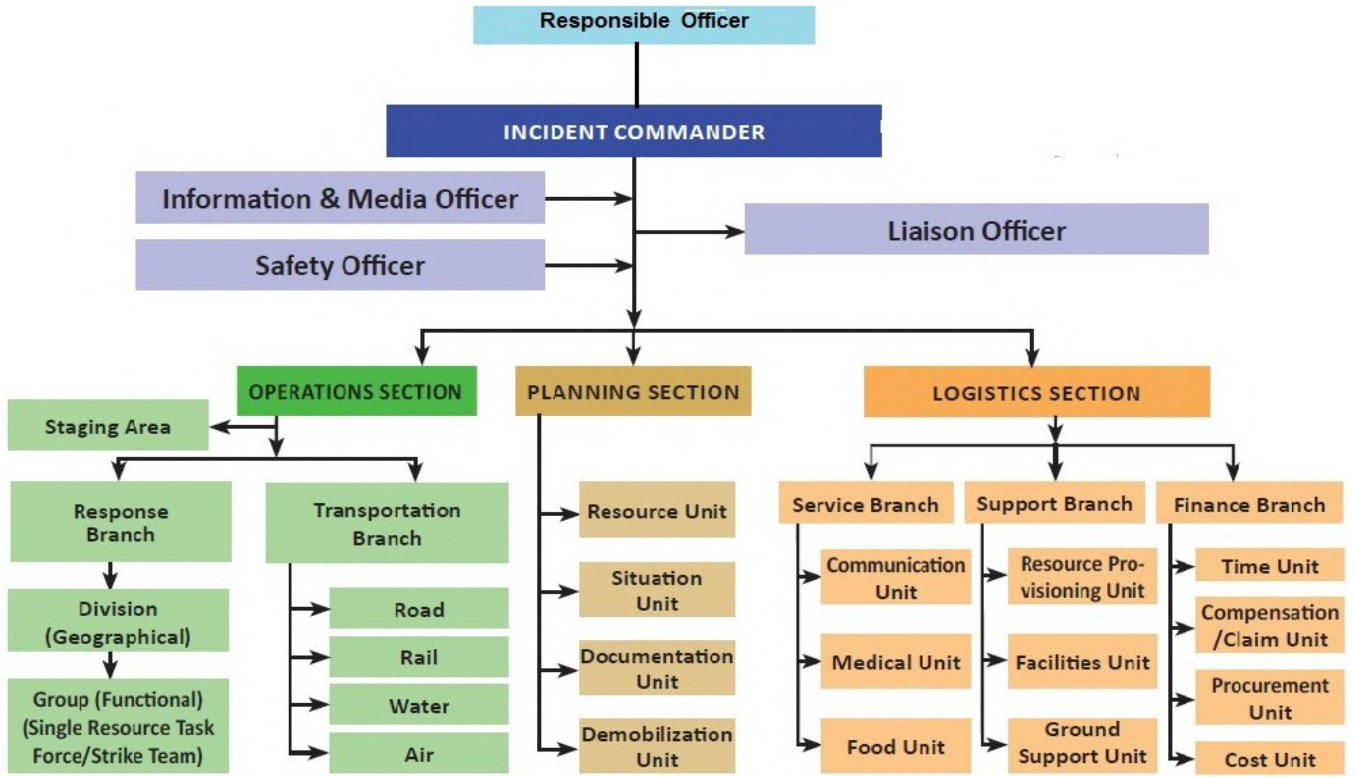 Responsible Officer
INCIDENT COMMANDER
Information & Media Officer
Liaison Officer
Safety Officer
OPERATIONS SECTION
PLANNING SECTION
LOGISTICS SECTION
Staging Area
Response
Branch
Transportation
Branch
Division
(Geographical)
Group (Functional)
(Single Resource Task
Force/Strike Team)
Road
Rail
Water
Air
Resource Unit
Situation
Unit
Documentation
Unit
Demobilization
Unit
Service Branch
Communication
Unit
Medical Unit
Food Unit
Support Branch
Resource Pro-
visioning Unit
Facilities Unit
Ground
Support Unit
Finance Branch
Time Unit
Compensation
/Claim Unit
Procurement
Unit
Cost Unit